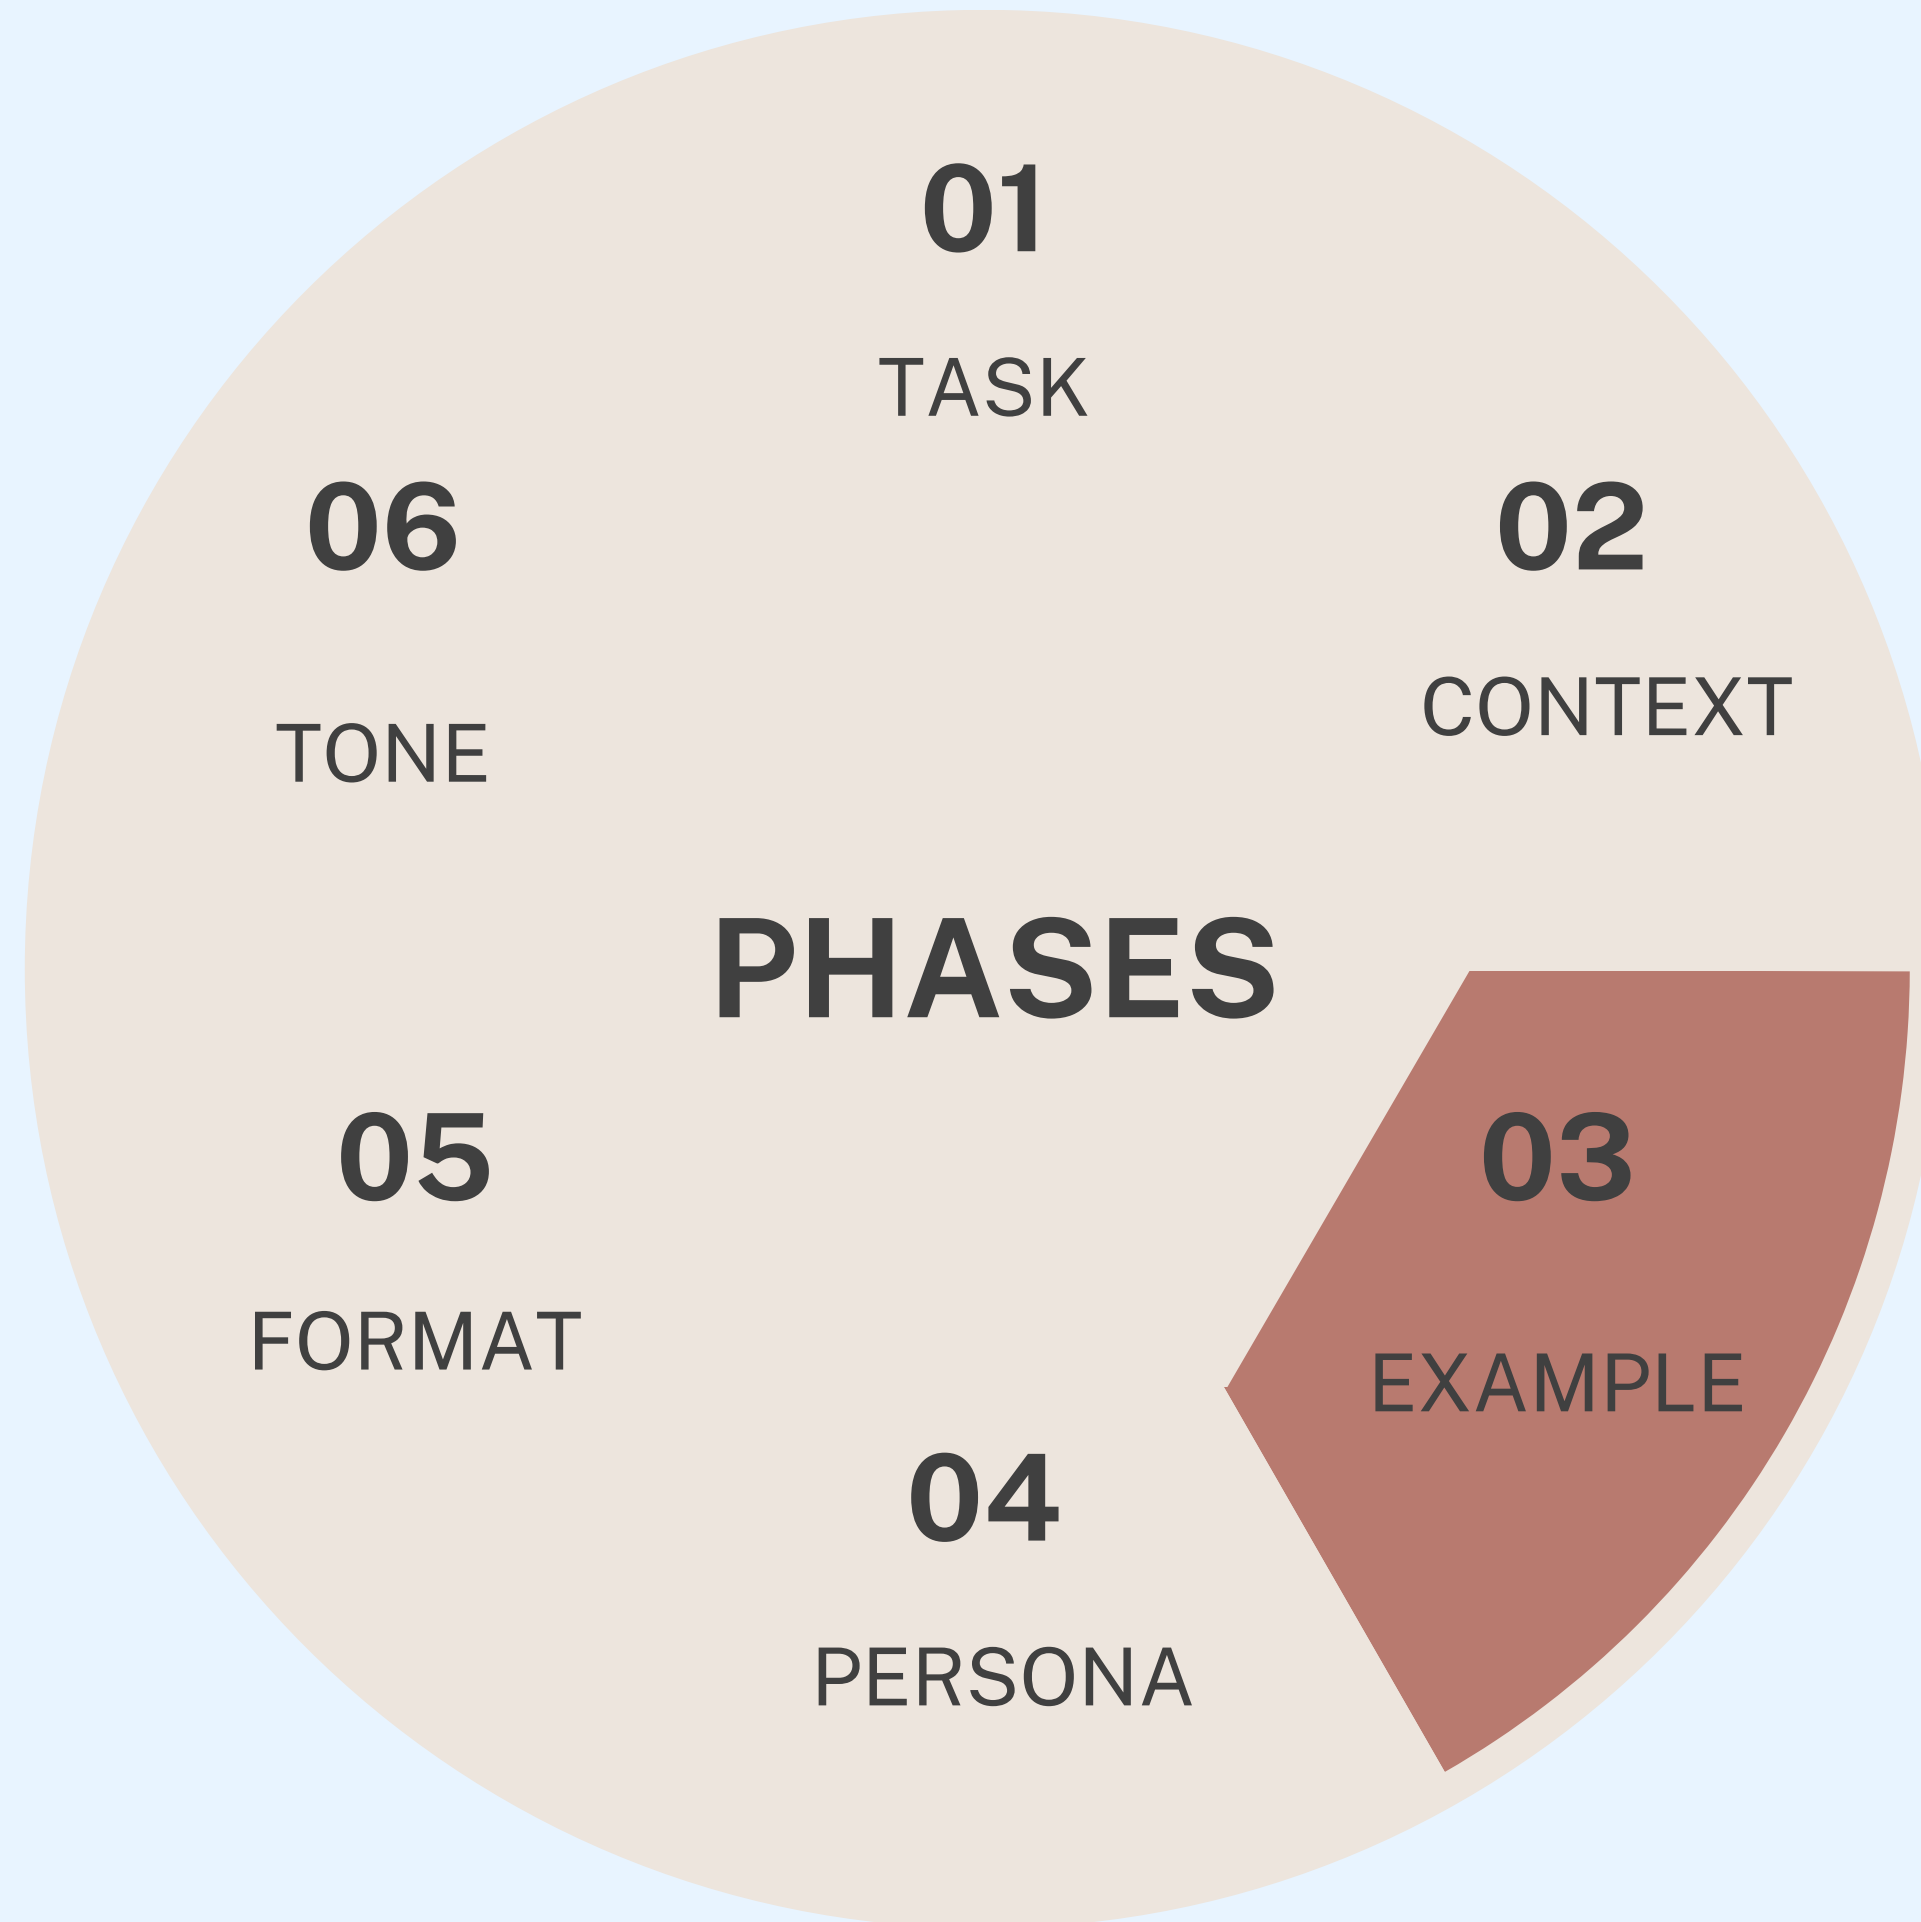 01
TASK
02
CONTEXT
03
EXAMPLE
04
PERSONA
05
FORMAT
06
TONE
PHASES